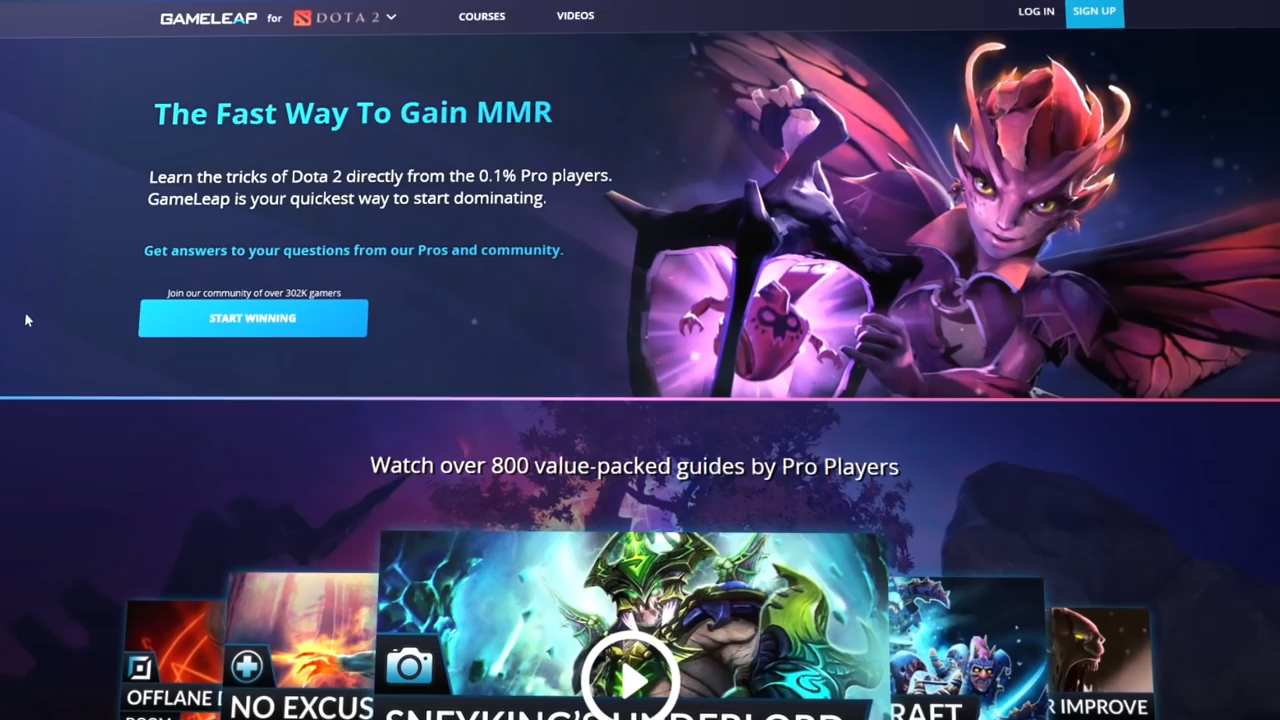 GAMELEAP for DOTA 2
COURSES
VIDEOS
LOG IN
SIGN UP
The Fast Way To Gain MMR
Learn the tricks of Dota 2 directly from the 0.1% Pro players.
GameLeap is your quickest way to start dominating.
Get answers to your questions from our Pros and community.
Join our community of over 302K gamers
START WINNING
Watch over 800 value-packed guides by Pro Players
OFFLANE
NO EXCUS
SNEYKING'S UNDERLORD
RAFT
R IMPROVE